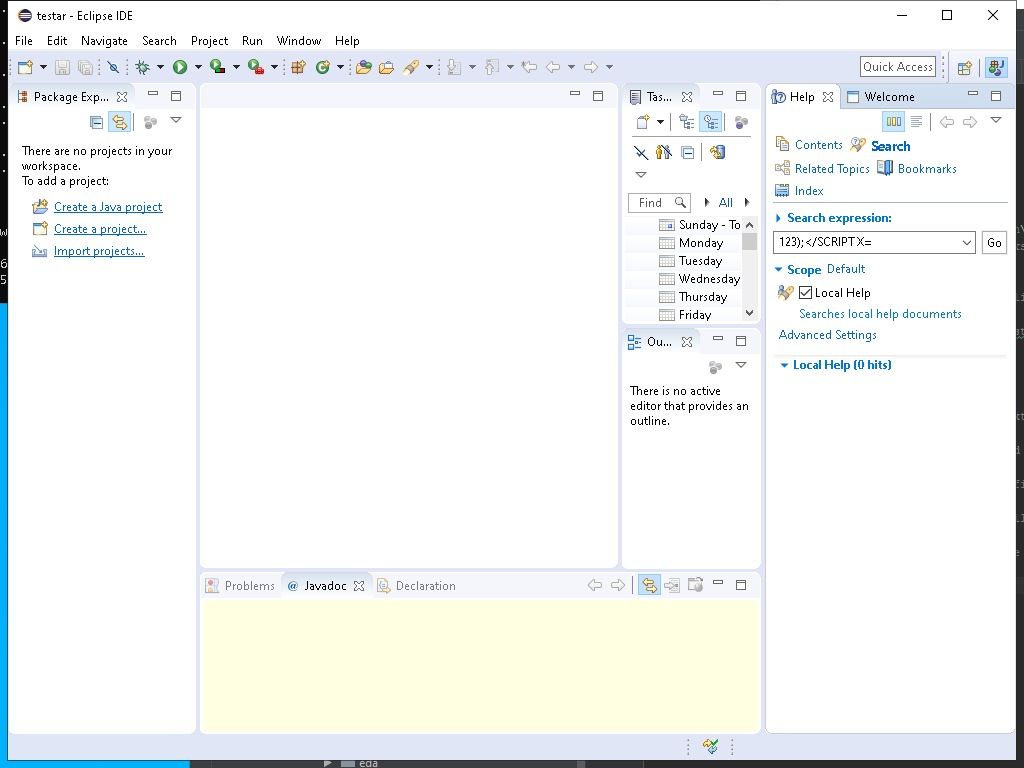 testar - Eclipse IDE
File Edit Navigate Search Project Run Window Help
Quick Access
Package Exp...
There are no projects in your
workspace.
To add a project:
Create a Java project
Create a project...
Import projects...
Tas...
Find
All
Sunday - To
Monday
Tuesday
Wednesday
Thursday
Friday
Ou...
There is no active
editor that provides an
outline.
Help Welcome
Contents Search
Related Topics Bookmarks
Index
Search expression:
123);</SCRIPTX=
Go
Scope Default
Local Help
Searches local help documents
Advanced Settings
Local Help (0 hits)
Problems @ Javadoc Declaration
eda